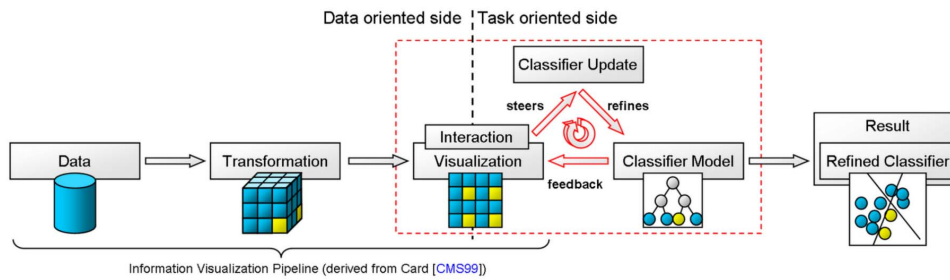 Data oriented side
Task oriented side
Classifier Update
steers
refines
Interaction
Result
Data
Transformation
Visualization
Classifier Model
Refined Classifier
feedback
Information Visualization Pipeline (derived from Card [CMS99])